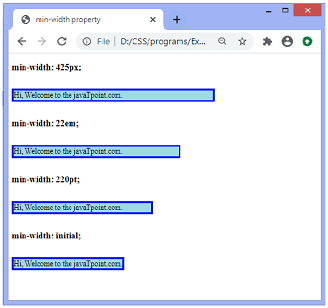 min-width property
File | D:/CSS/programs/Ex...
min-width: 425px;
Hi, Welcome to the javaTpoint.com.
min-width: 22em;
Hi, Welcome to the javaTpoint.com.
min-width: 220pt;
Hi, Welcome to the javaTpoint.com.
min-width: initial;
Hi, Welcome to the javaTpoint.com.